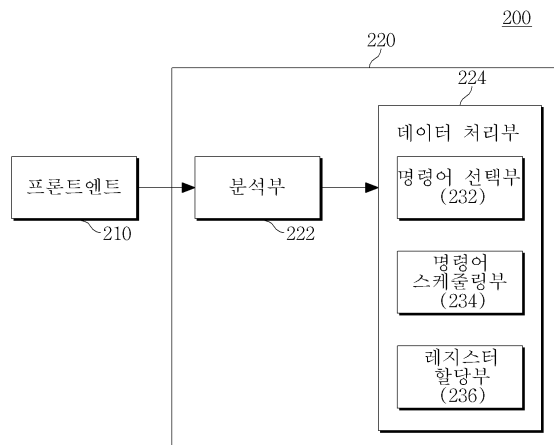 200
220
224
데이터 처리부
프론트엔트
210
분석부
222
명령어 선택부
(232)
명령어
스케줄링부
(234)
레지스터
할당부
(236)